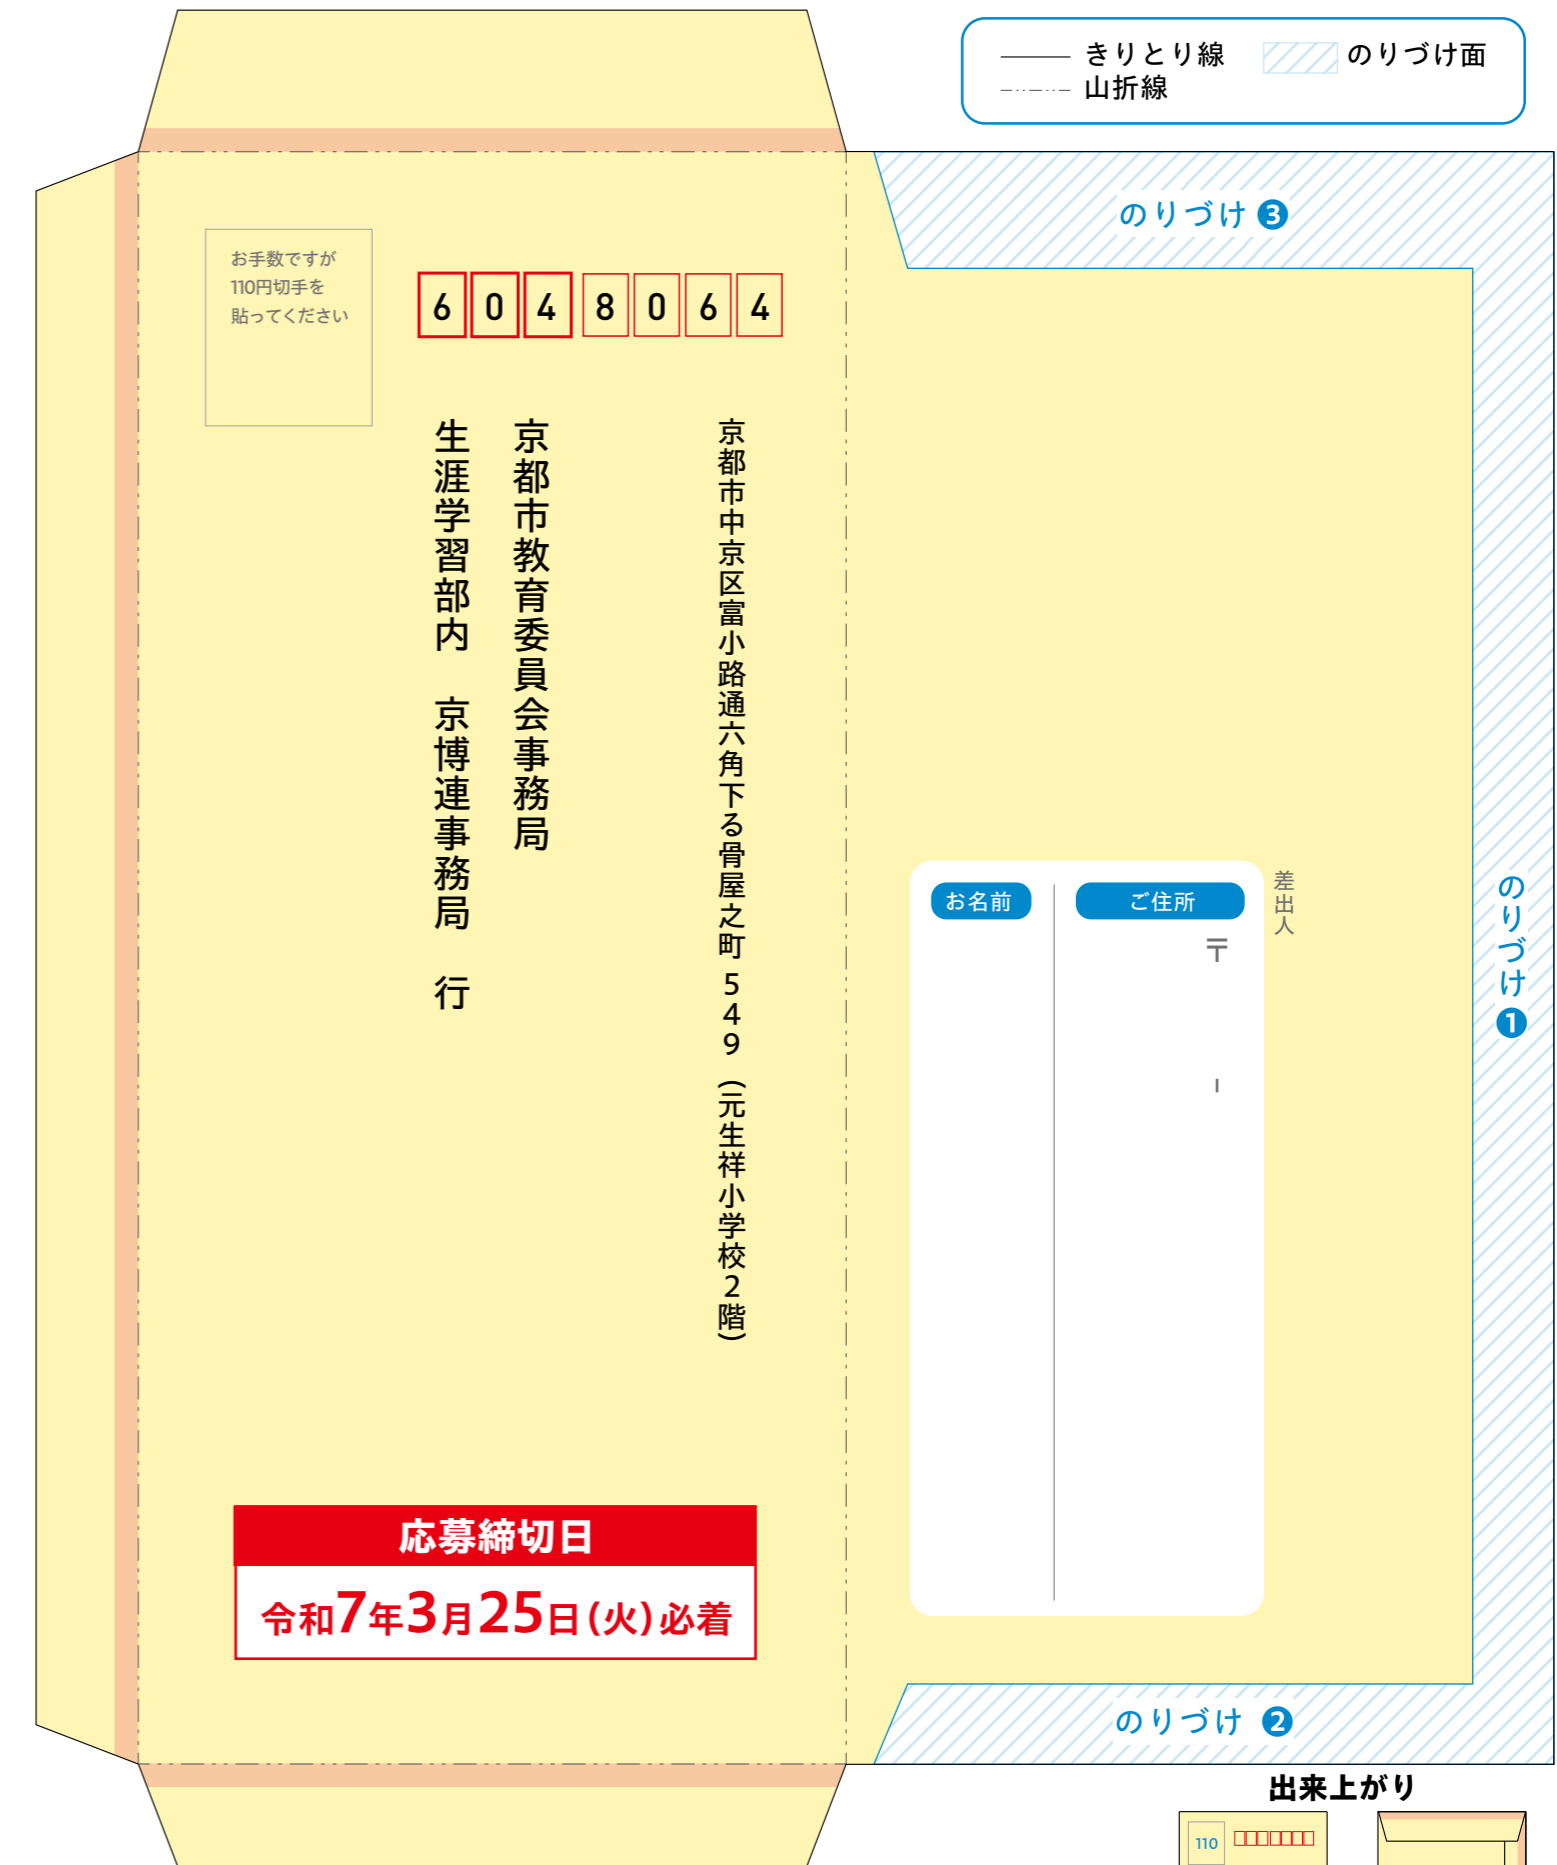 きりとり線
のりづけ面
山折線
のりづけ 3
お手数ですが
110円切手を
貼ってください
6048064
京都市中京区富小路通六角下る骨屋之町 549（元生祥小学校2階）
京都市教育委員会事務局
生涯学習部内　京博連事務局　行
差出人
ご住所
〒
-
お名前
のりづけ 1
応募締切日
令和7年3月25日（火）必着
のりづけ 2
出来上がり
110